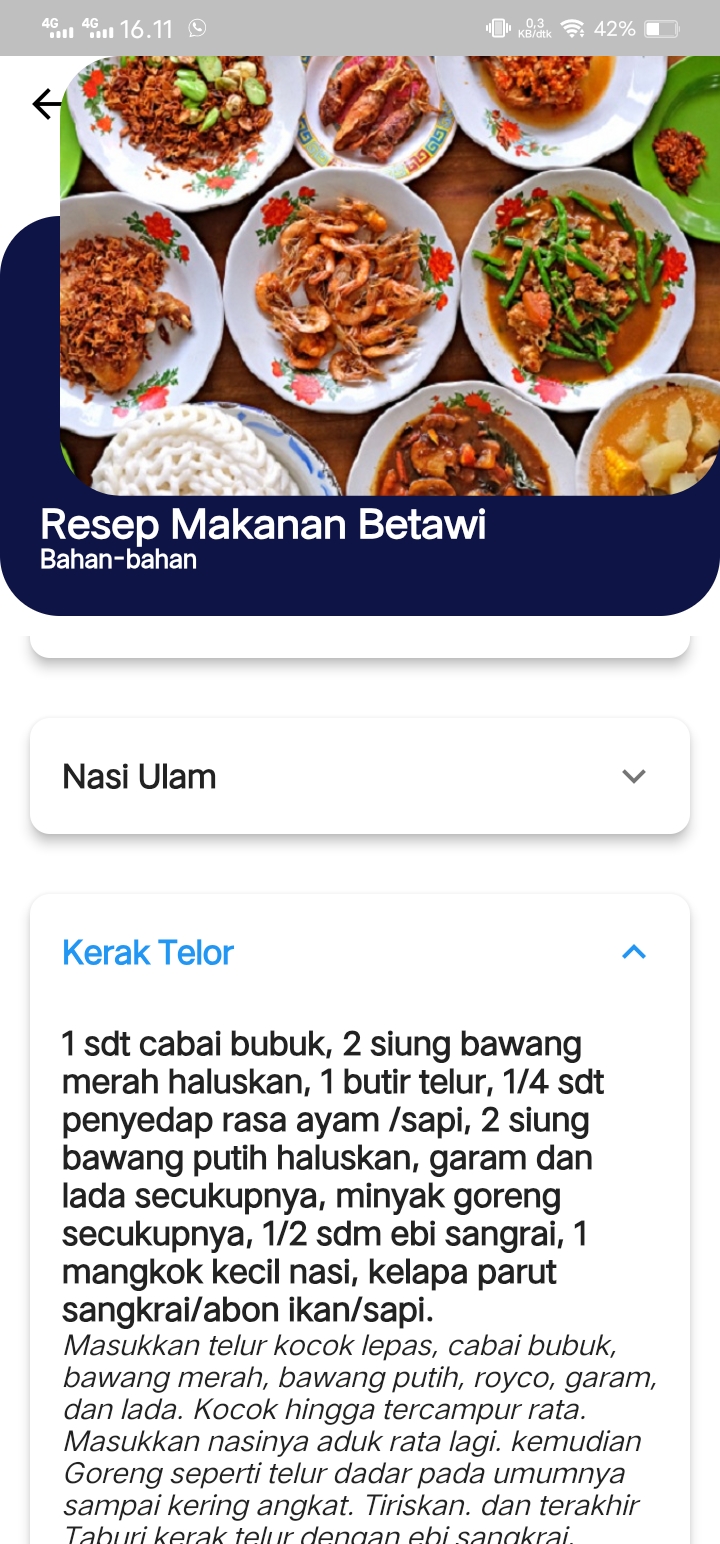 4G 4G 16.11 0,3 KB/dtk 42%
Resep Makanan Betawi
Bahan-bahan
Nasi Ulam
Kerak Telor
1 sdt cabai bubuk, 2 siung bawang
merah haluskan, 1 butir telur, 1/4 sdt
penyedap rasa ayam /sapi, 2 siung
bawang putih haluskan, garam dan
lada secukupnya, minyak goreng
secukupnya, 1/2 sdm ebi sangrai, 1
mangkok kecil nasi, kelapa parut
sangkrai/abon ikan/sapi.
Masukkan telur kocok lepas, cabai bubuk,
bawang merah, bawang putih, royco, garam,
dan lada. Kocok hingga tercampur rata.
Masukkan nasinya aduk rata lagi. kemudian
Goreng seperti telur dadar pada umumnya
sampai kering angkat. Tiriskan. dan terakhir
Taburi kerak telur dengan ebi sangkrai,